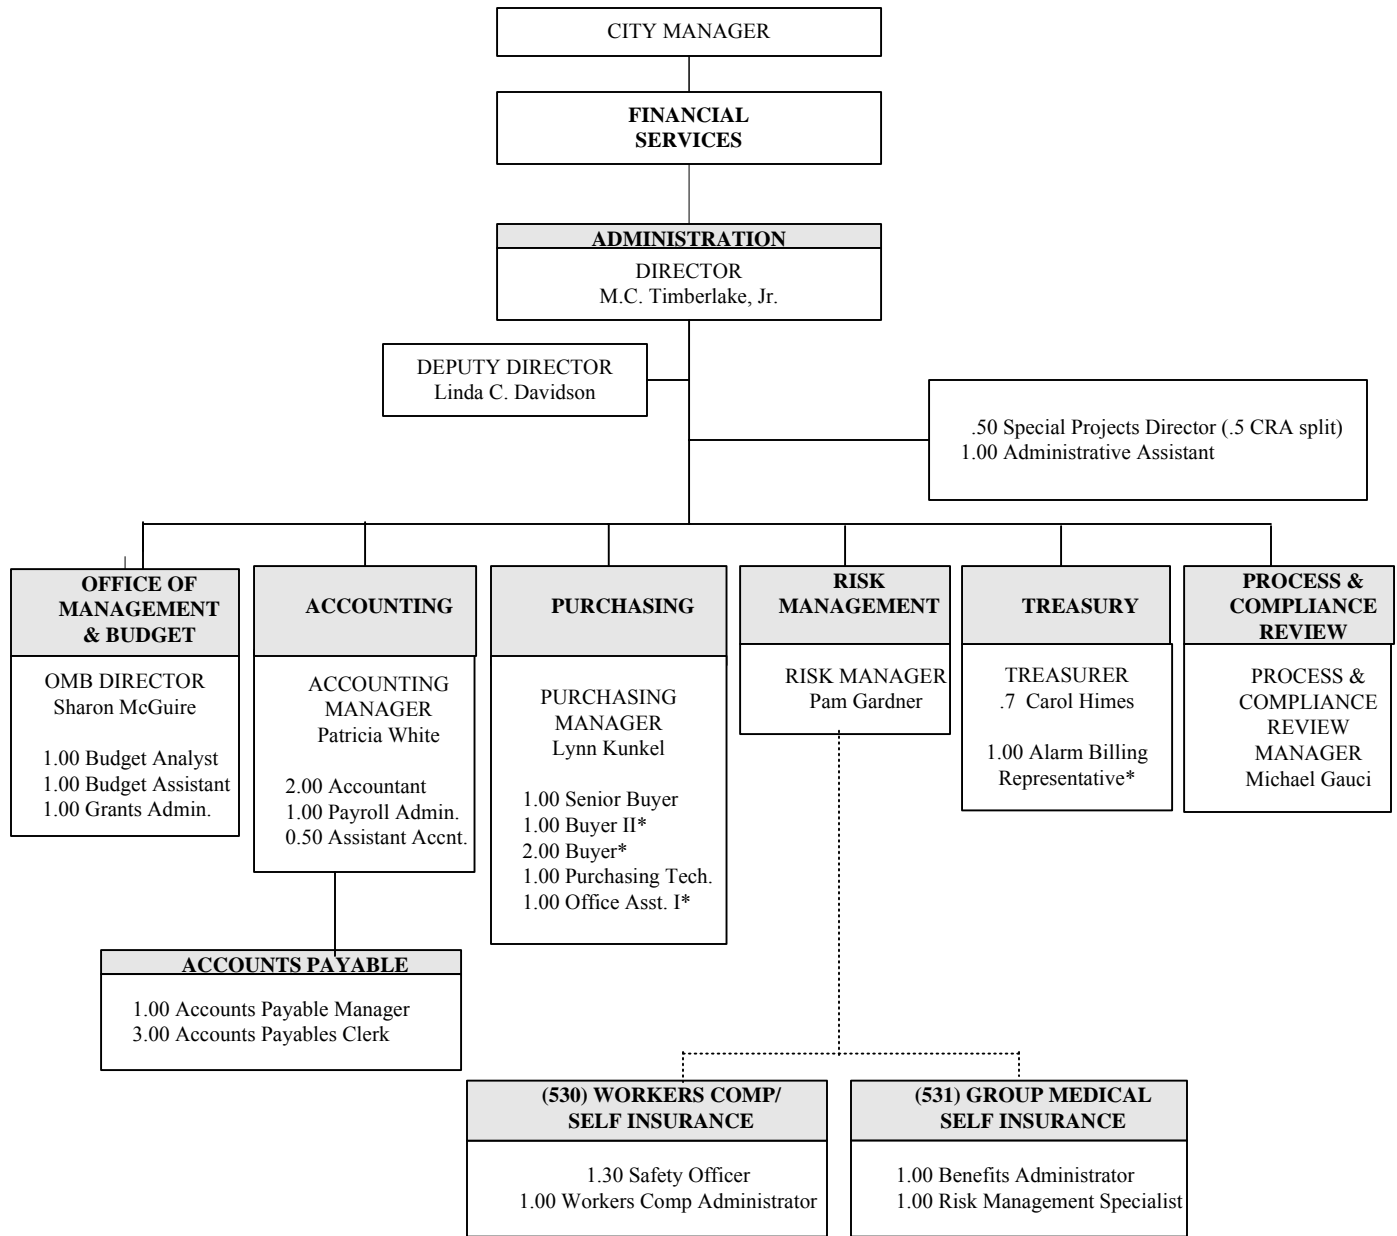 CITY MANAGER
FINANCIAL
SERVICES
ADMINISTRATION
DIRECTOR
M.C. Timberlake, Jr.
DEPUTY DIRECTOR
Linda C. Davidson
.50 Special Projects Director (.5 CRA split)
1.00 Administrative Assistant
OFFICE OF
MANAGEMENT
& BUDGET
OMB DIRECTOR
Sharon McGuire
1.00 Budget Analyst
1.00 Budget Assistant
1.00 Grants Admin.
ACCOUNTING
ACCOUNTING
MANAGER
Patricia White
2.00 Accountant
1.00 Payroll Admin.
0.50 Assistant Accnt.
PURCHASING
PURCHASING
MANAGER
Lynn Kunkel
1.00 Senior Buyer
1.00 Buyer II*
2.00 Buyer*
1.00 Purchasing Tech.
1.00 Office Asst. I*
RISK
MANAGEMENT
RISK MANAGER
Pam Gardner
TREASURY
TREASURER
.7 Carol Himes
1.00 Alarm Billing
Representative*
PROCESS &
COMPLIANCE
REVIEW
PROCESS &
COMPLIANCE
REVIEW
MANAGER
Michael Gauci
ACCOUNTS PAYABLE
1.00 Accounts Payable Manager
3.00 Accounts Payables Clerk
(530) WORKERS COMP/
SELF INSURANCE
1.30 Safety Officer
1.00 Workers Comp Administrator
(531) GROUP MEDICAL
SELF INSURANCE
1.00 Benefits Administrator
1.00 Risk Management Specialist